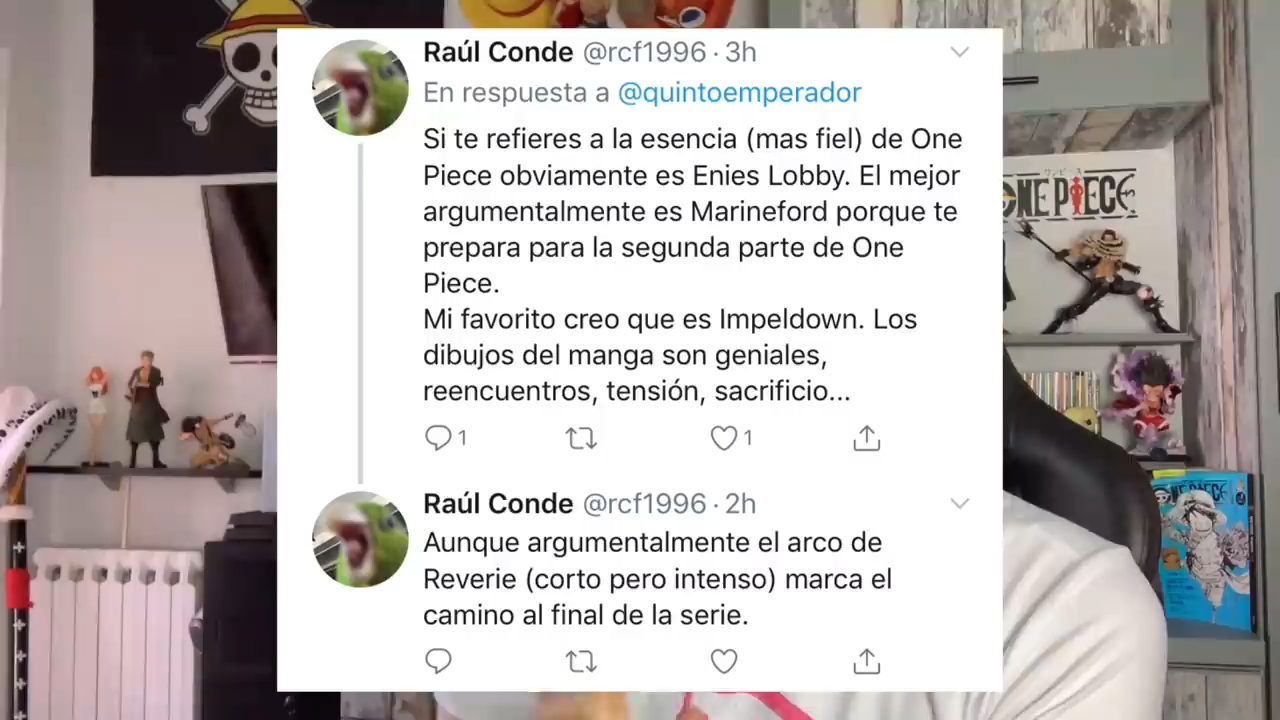 Raúl Conde @rcf1996 · 3h
En respuesta a @quintoemperador
Si te refieres a la esencia (mas fiel) de One
Piece obviamente es Enies Lobby. El mejor
argumentalmente es Marineford porque te
prepara para la segunda parte de One
Piece.
Mi favorito creo que es Impeldown. Los
dibujos del manga son geniales,
reencuentros, tensión, sacrificio...
1
1
ONE PIECE
Raúl Conde @rcf1996 · 2h
Aunque argumentalmente el arco de
Reverie (corto pero intenso) marca el
camino al final de la serie.
ONE PIECE